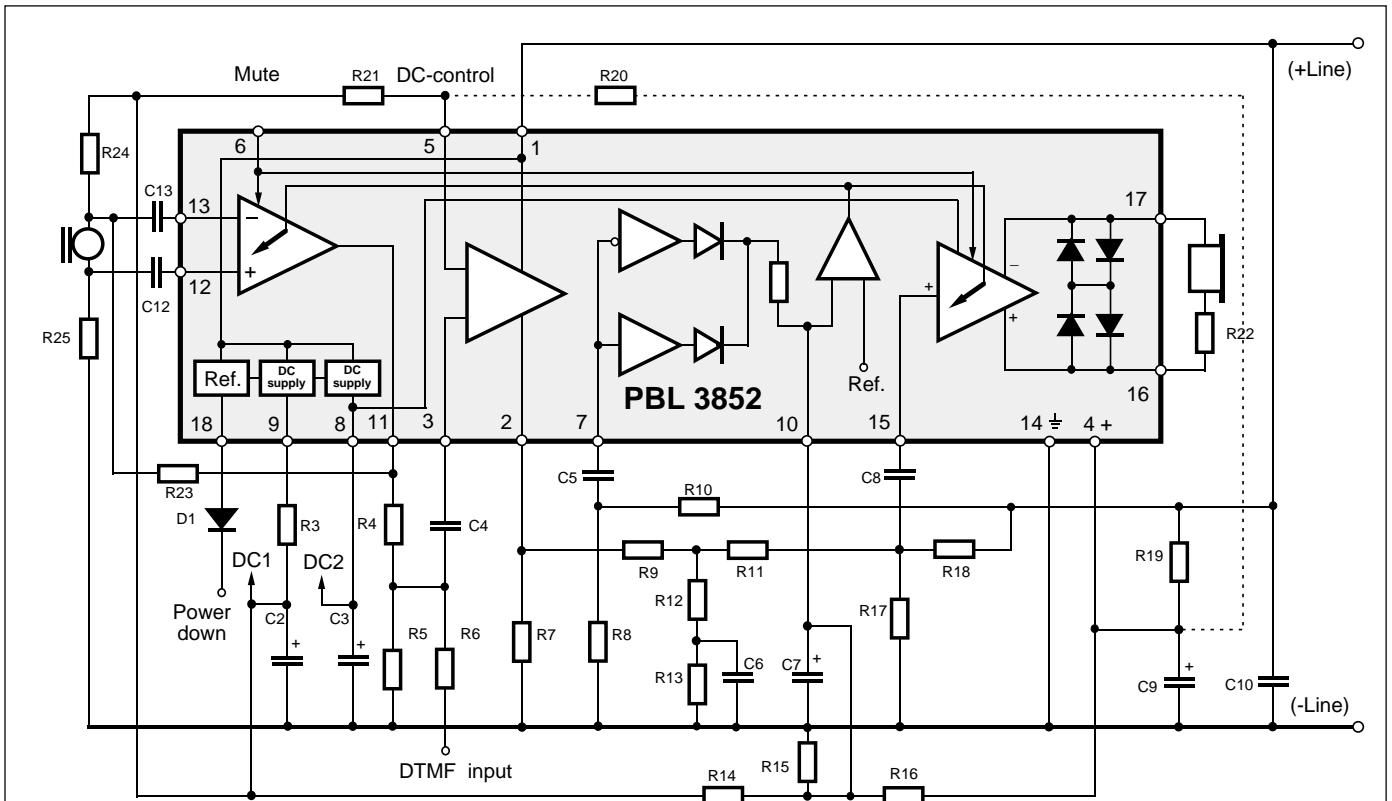 R21
R20
Mute
DC-control
(+Line)
6
5
1
R24
C13
13
−
17
−
12
+
+
C12
+
R25
R22
Ref.
DC
supply
DC
supply
Ref.
PBL 3852
16
18
9
8
11
3
2
7
10
15
14
4 +
R23
C5
C8
R10
D1
R3
R4
C4
DC1
DC2
R9
R11
R18
R19
Power
down
C2
+
C3
+
R12
R17
R5
R6
R7
R8
R13
C6
C7
+
C9
+
C10
(-Line)
DTMF input
R15
R14
R16